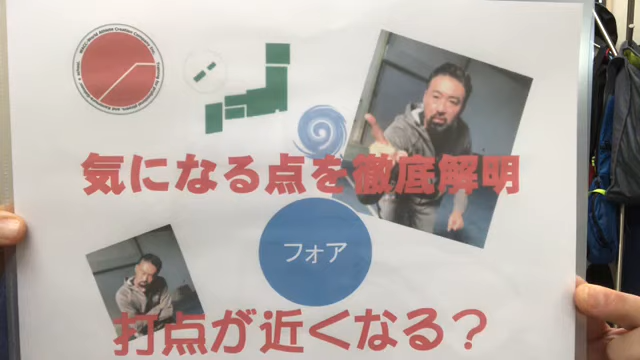 気になる点を徹底解明
フォア
打点が近くなる？